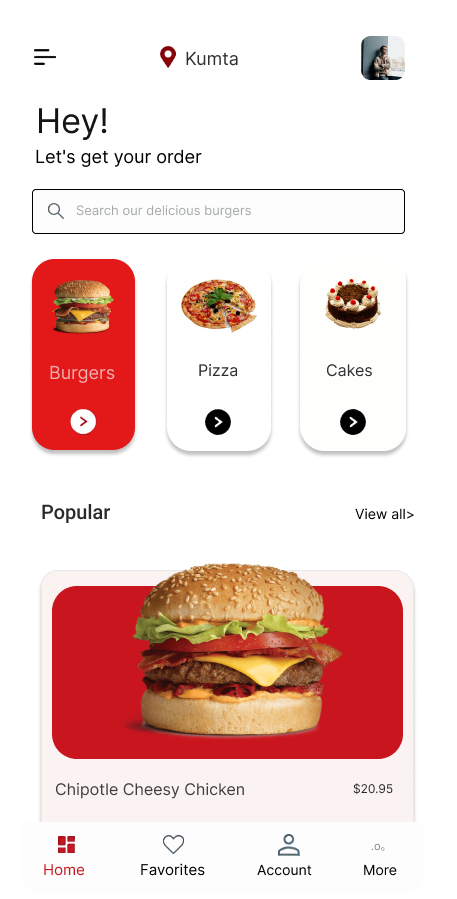 Kumta
Hey!
Let's get your order
Search our delicious burgers
Burgers
Pizza
Cakes
Popular
View all>
Chipotle Cheesy Chicken
$20.95
Home
Favorites
Account
More